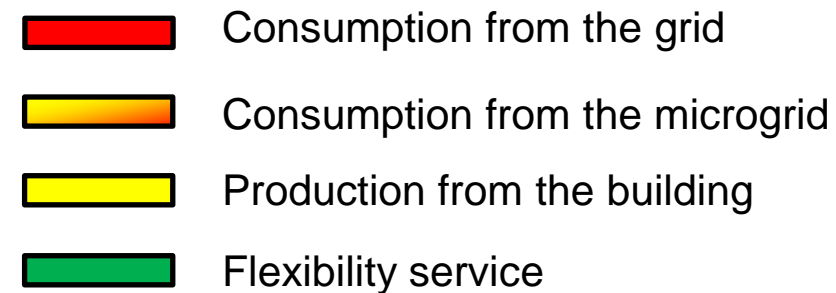 Consumption from the grid
Consumption from the microgrid
Production from the building
Flexibility service